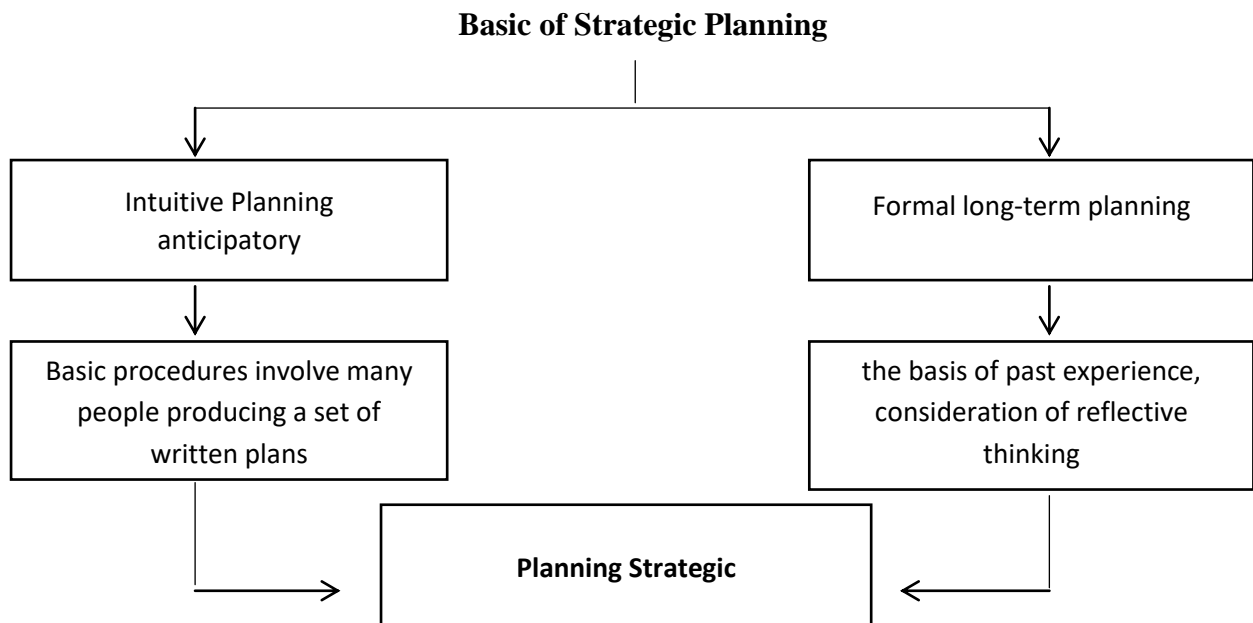 Basic of Strategic Planning
Intuitive Planning
anticipatory
Formal long-term planning
Basic procedures involve many
people producing a set of
written plans
the basis of past experience,
consideration of reflective
thinking
Planning Strategic